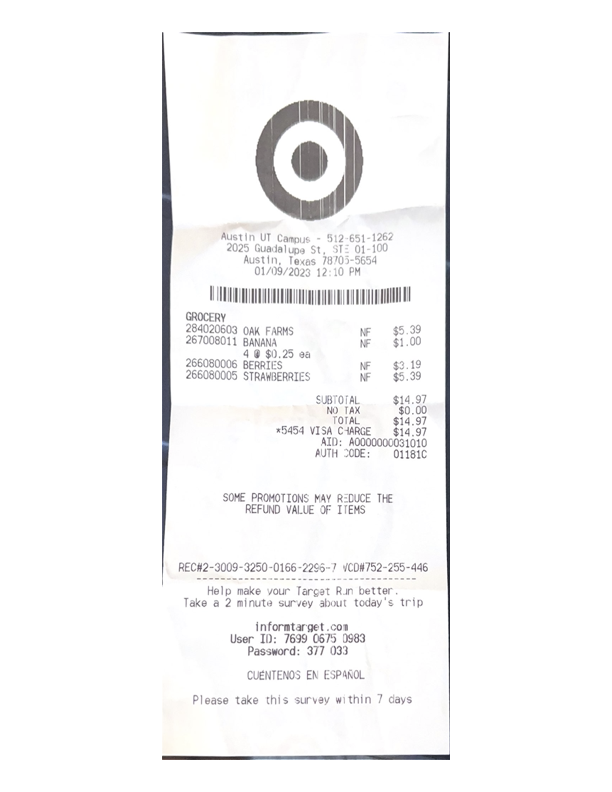 Austin UT Campus - 512-651-1262
2025 Guadalupe St, STE 01-100
Austin, Texas 78705-5654
01/09/2023 12:10 PM
GROCERY
284020603 OAK FARMS NF $5.39
267008011 BANANA NF $1.00
4 @ $0.25 ea
266080006 BERRIES NF $3.19
266080005 STRAWBERRIES NF $5.39
SUBTOTAL $14.97
NO TAX $0.00
TOTAL $14.97
*5454 VISA CHARGE $14.97
AID: A0000000031010
AUTH CODE: 01181C
SOME PROMOTIONS MAY REDUCE THE
REFUND VALUE OF ITEMS
REC#2-3009-3250-0166-2296-7 VCD#752-255-446
Help make your Target Run better.
Take a 2 minute survey about today's trip
informtarget.com
User ID: 7699 0675 0983
Password: 377 033
CUÉNTENOS EN ESPAÑOL
Please take this survey within 7 days